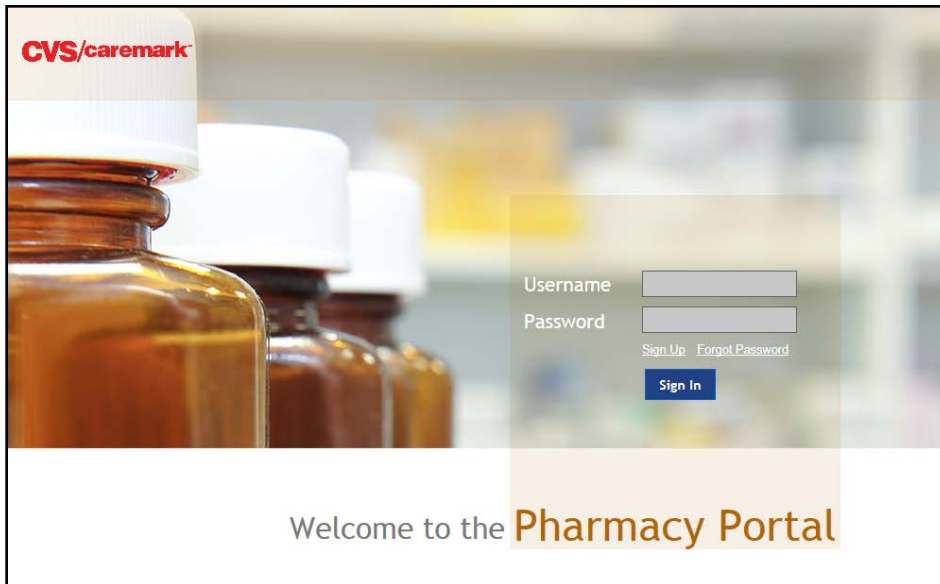 CVS/caremark
Username
Password
Sign Up Forgot Password
Sign In
Welcome to the Pharmacy Portal